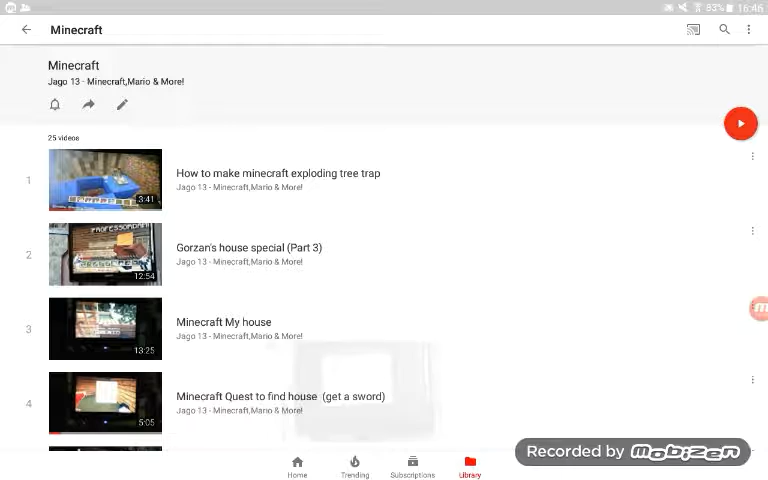 83% 16:46
Minecraft
Minecraft
Jago 13 - Minecraft,Mario & More!
25 videos
1
3:41
How to make minecraft exploding tree trap
Jago 13 - Minecraft,Mario & More!
2
12:54
Gorzan's house special (Part 3)
Jago 13 - Minecraft,Mario & More!
3
13:25
Minecraft My house
Jago 13 - Minecraft,Mario & More!
4
5:05
Minecraft Quest to find house (get a sword)
Jago 13 - Minecraft,Mario & More!
Recorded by Mobizen
Home Trending Subscriptions Library